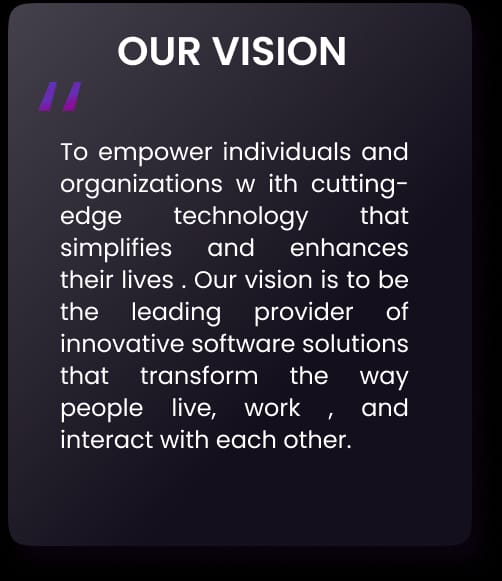 OUR VISION
To empower individuals and
organizations w ith cutting-
edge technology that
simplifies and enhances
their lives . Our vision is to be
the leading provider of
innovative software solutions
that transform the way
people live, work , and
interact with each other.